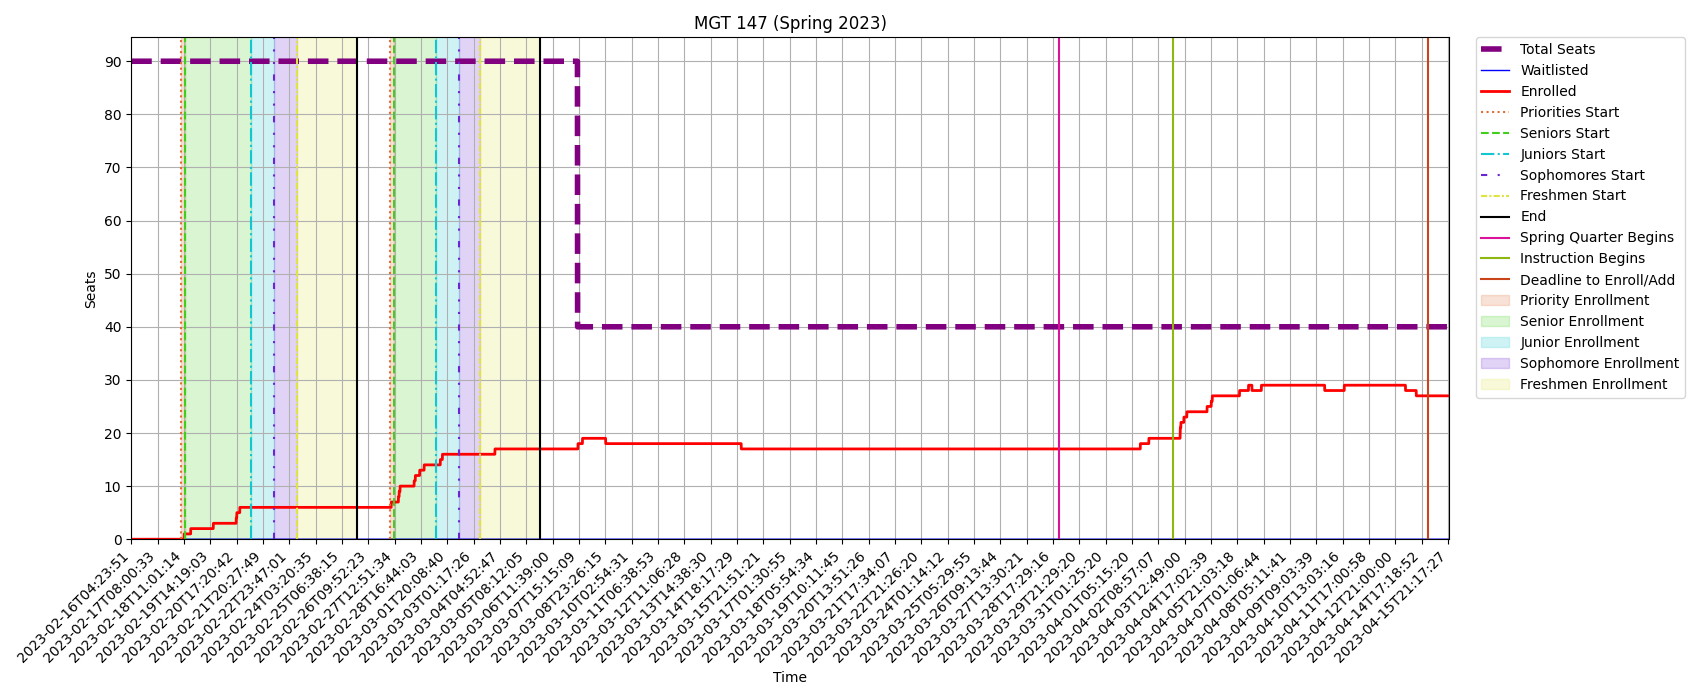 MGT 147 (Spring 2023)
Seats
90
80
70
60
50
40
30
20
10
0
2023-02-16T04:23:51
2023-02-17T08:00:33
2023-02-18T11:01:14
2023-02-19T14:19:03
2023-02-20T17:20:42
2023-02-21T20:27:49
2023-02-22T23:47:01
2023-02-24T03:20:35
2023-02-25T06:38:15
2023-02-26T09:52:23
2023-02-27T12:51:34
2023-02-28T16:44:03
2023-03-01T20:08:40
2023-03-03T01:17:26
2023-03-04T04:52:47
2023-03-05T08:12:05
2023-03-06T11:39:00
2023-03-07T15:15:09
2023-03-08T23:26:15
2023-03-10T02:54:31
2023-03-11T06:38:53
2023-03-12T11:06:28
2023-03-13T14:38:30
2023-03-14T18:17:29
2023-03-15T21:51:21
2023-03-17T01:30:55
2023-03-18T05:54:34
2023-03-19T10:11:45
2023-03-20T13:51:26
2023-03-21T17:34:07
2023-03-22T21:26:20
2023-03-24T01:14:12
2023-03-25T05:29:55
2023-03-26T09:13:44
2023-03-27T13:30:21
2023-03-28T17:29:16
2023-03-29T21:29:20
2023-03-31T01:25:20
2023-04-01T05:15:20
2023-04-02T08:57:07
2023-04-03T12:49:00
2023-04-04T17:02:39
2023-04-05T21:03:18
2023-04-07T01:06:44
2023-04-08T05:11:41
2023-04-09T09:03:39
2023-04-10T13:03:16
2023-04-11T17:00:58
2023-04-12T21:00:00
2023-04-14T17:18:52
2023-04-15T21:17:27
Time
Total Seats
Waitlisted
Enrolled
Priorities Start
Seniors Start
Juniors Start
Sophomores Start
Freshmen Start
End
Spring Quarter Begins
Instruction Begins
Deadline to Enroll/Add
Priority Enrollment
Senior Enrollment
Junior Enrollment
Sophomore Enrollment
Freshmen Enrollment